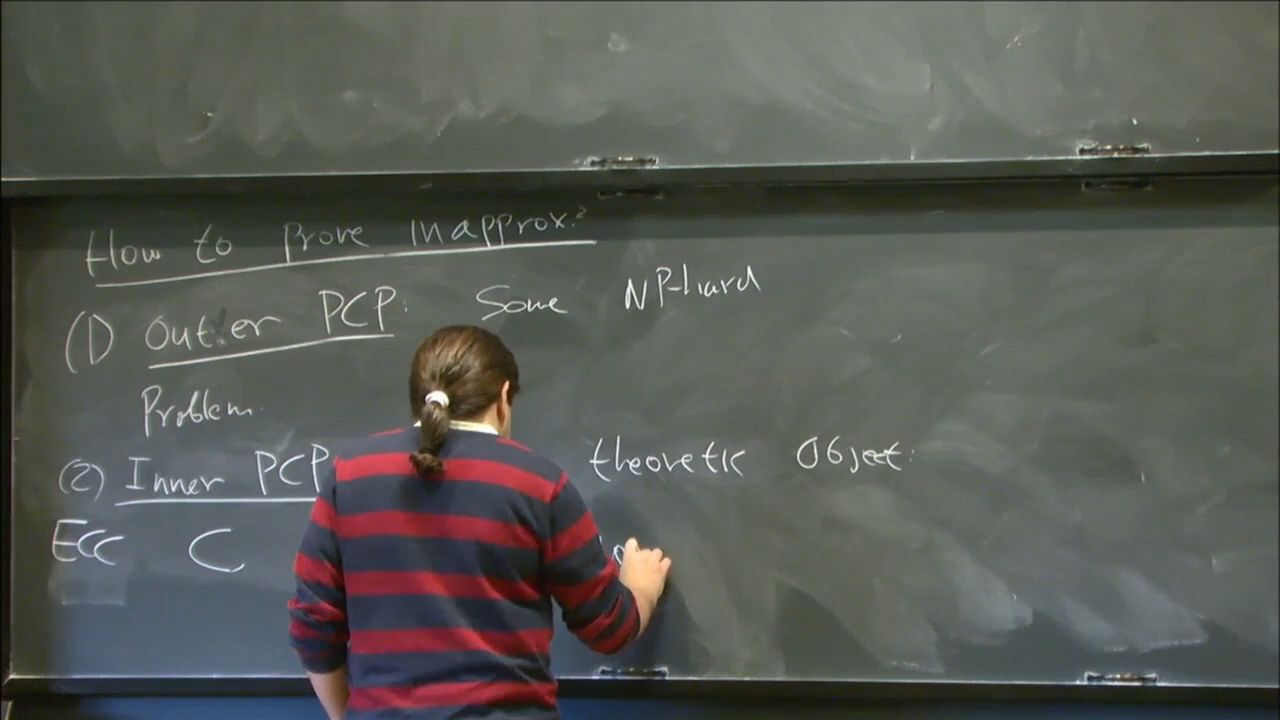 How to prove inapprox?
(1) Outer PCP: Some NP-hard
Problem.
(2) Inner PCP theoretic Object:
ECC C